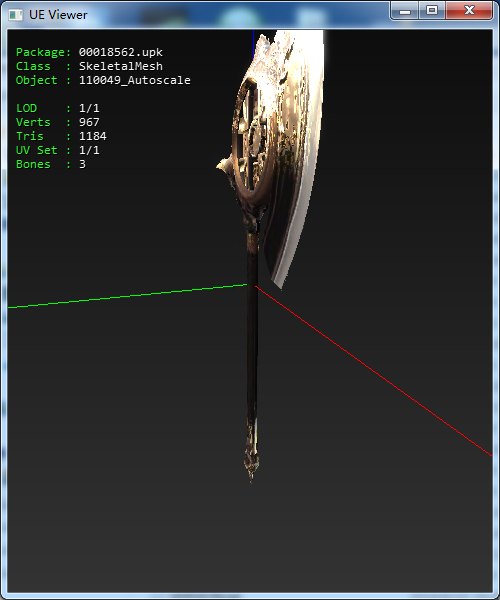 UE Viewer
Package: 00018562.upk
Class  : SkeletalMesh
Object : 110049_Autoscale
LOD    : 1/1
Verts  : 967
Tris   : 1184
UV Set : 1/1
Bones  : 3